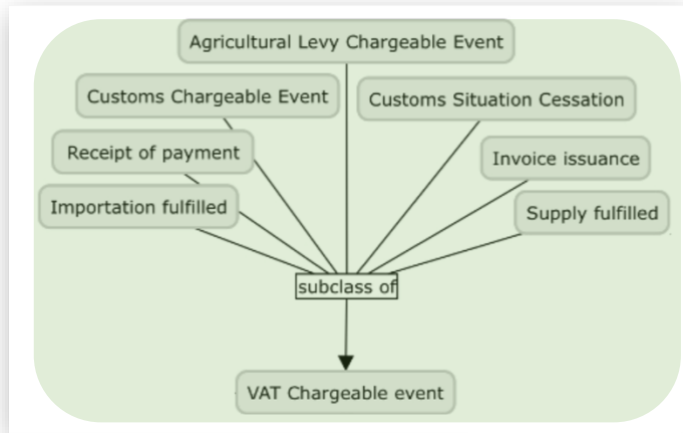 Agricultural Levy Chargeable Event
Customs Chargeable Event
Customs Situation Cessation
Receipt of payment
Invoice issuance
Importation fulfilled
Supply fulfilled
subclass of
VAT Chargeable event